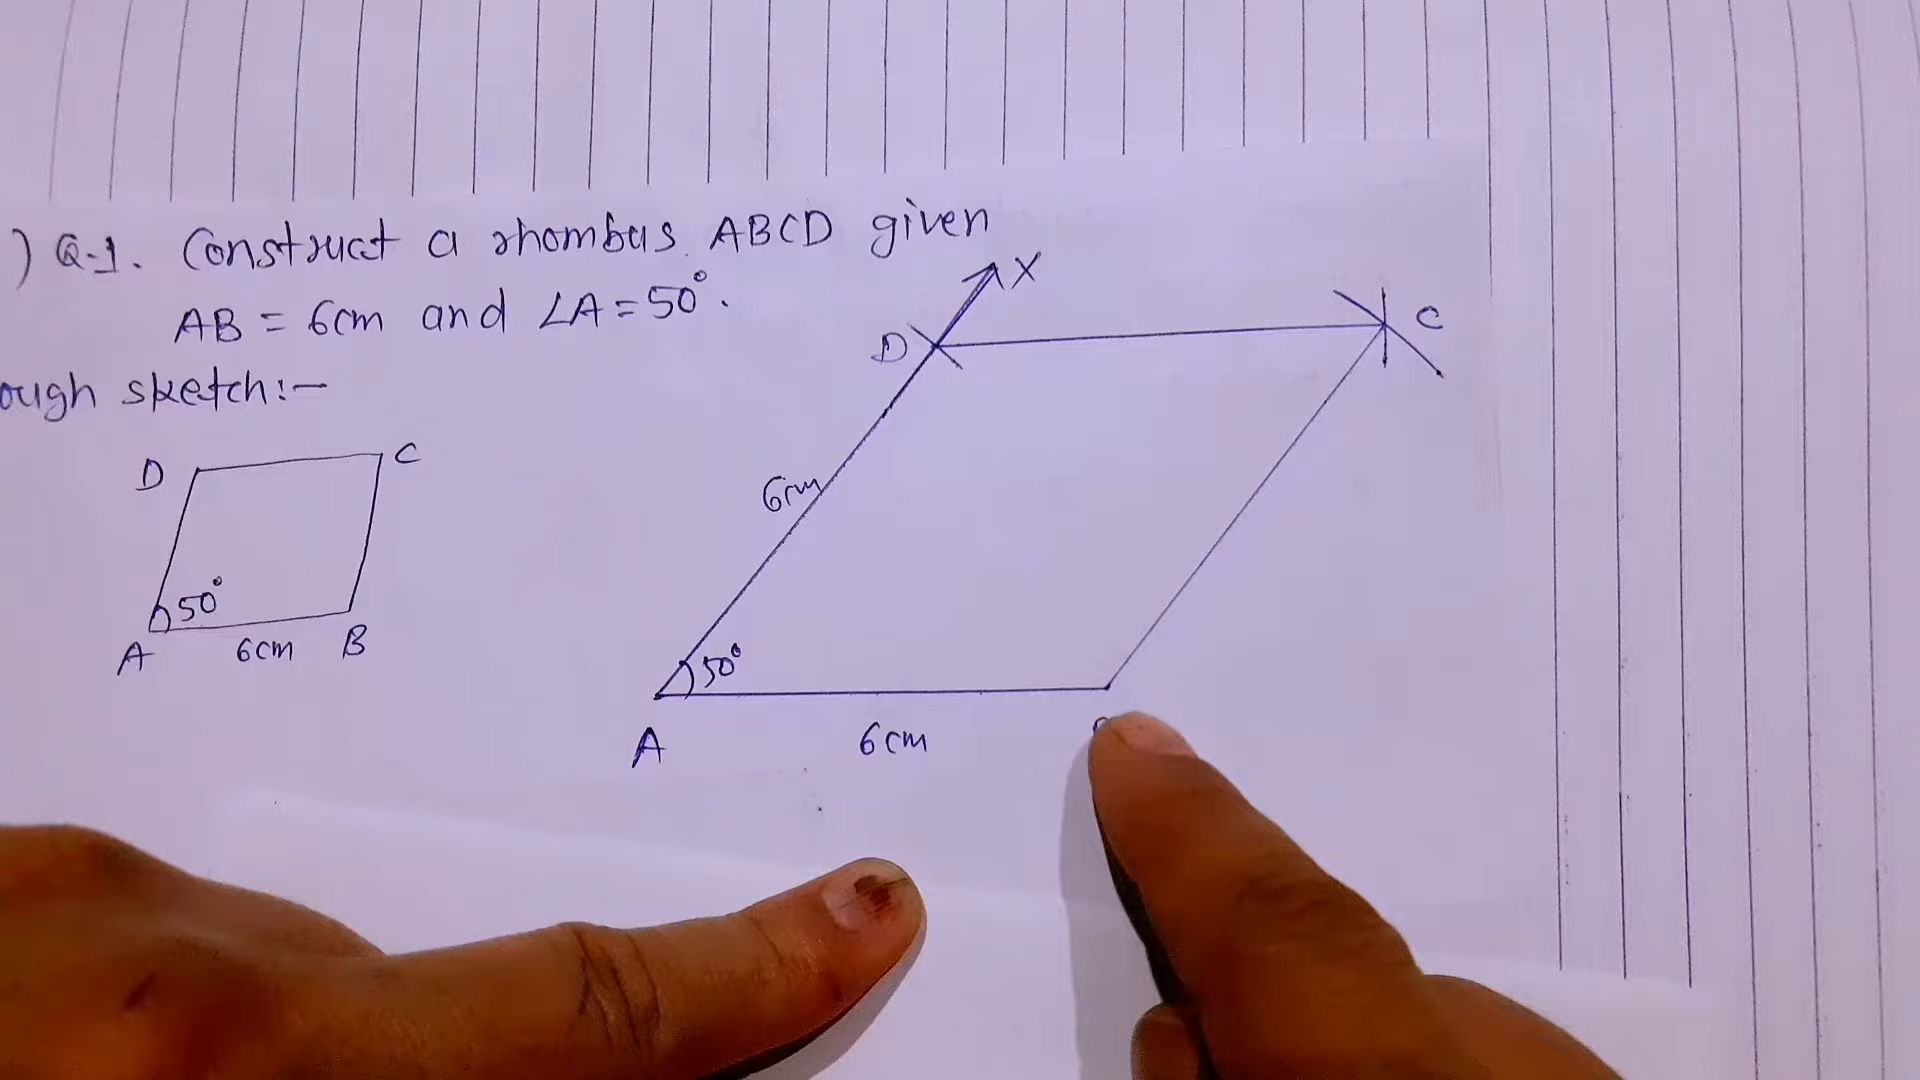 ) Q-1. Construct a rhombus ABCD given
AB = 6cm and ∠A = 50°.
ough sketch:-
D
C
50°
A
6cm
B
X
D
C
6cm
50°
A
6cm